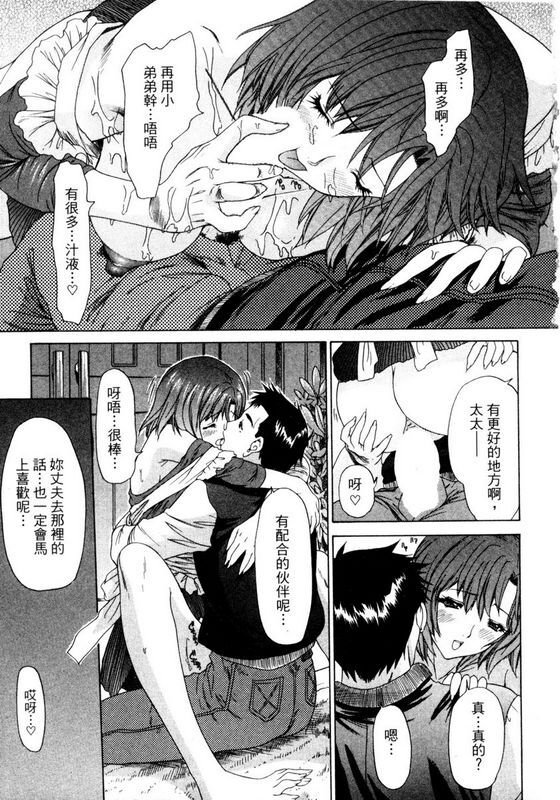 再多⋯
再多啊⋯
再用小
弟弟幹⋯唔唔
有很多⋯汁液⋯♡
有更好的地方啊，
太太──
呀♡
真⋯真的？
嗯⋯
呀唔⋯很棒⋯
有配合的伙伴呢⋯
妳丈夫去那裡的
話⋯也一定會馬
上喜歡呢⋯
哎呀⋯♡